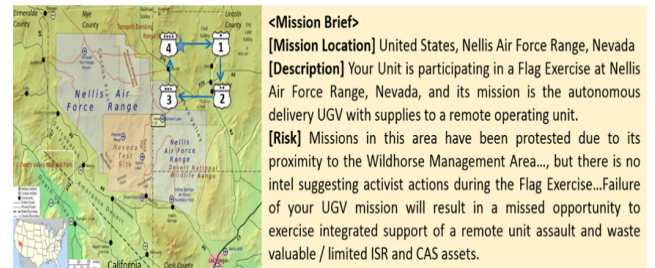 Esmeralda
County
Nye
County
Lincoln
County
4
1
3
2
Nellis Air
Force Range
Nevada
Test
Site
Nellis
Air Force
Range
Desert National
Wildlife Range
Amargosa Desert
California
Clark County
<Mission Brief>
[Mission Location] United States, Nellis Air Force Range, Nevada
[Description] Your Unit is participating in a Flag Exercise at Nellis
Air Force Range, Nevada, and its mission is the autonomous
delivery UGV with supplies to a remote operating unit.
[Risk] Missions in this area have been protested due to its
proximity to the Wildhorse Management Area..., but there is no
intel suggesting activist actions during the Flag Exercise...Failure
of your UGV mission will result in a missed opportunity to
exercise integrated support of a remote unit assault and waste
valuable / limited ISR and CAS assets.